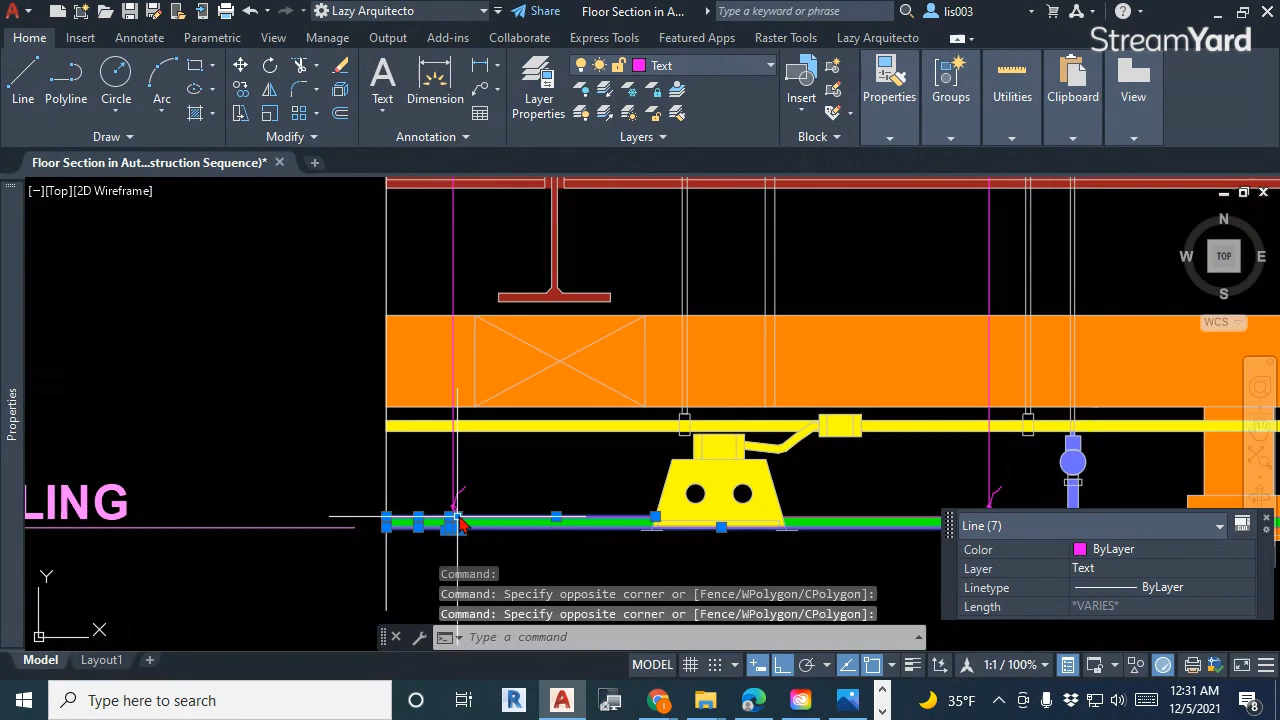 Lazy Arquitecto
Share
Floor Section in A...
Type a keyword or phrase
lis003
StreamYard
Home Insert Annotate Parametric View Manage Output Add-ins Collaborate Express Tools Featured Apps Raster Tools Lazy Arquitecto
Line Polyline Circle Arc
Text Dimension
Layer Properties
Text
Insert
Properties Groups Utilities Clipboard View
Draw Modify Annotation Layers Block
Floor Section in Aut...struction Sequence)*
[−][Top][2D Wireframe]
N
W TOP E
S
WCS
Properties
LING
Line (7)
Color ByLayer
Layer Text
Linetype ByLayer
Length *VARIES*
Command:
Command: Specify opposite corner or [Fence/WPolygon/CPolygon]:
Command: Specify opposite corner or [Fence/WPolygon/CPolygon]:
Type a command
Y
X
Model Layout1
MODEL 1:1 / 100%
Type here to search
35°F
12:31 AM
12/5/2021
8